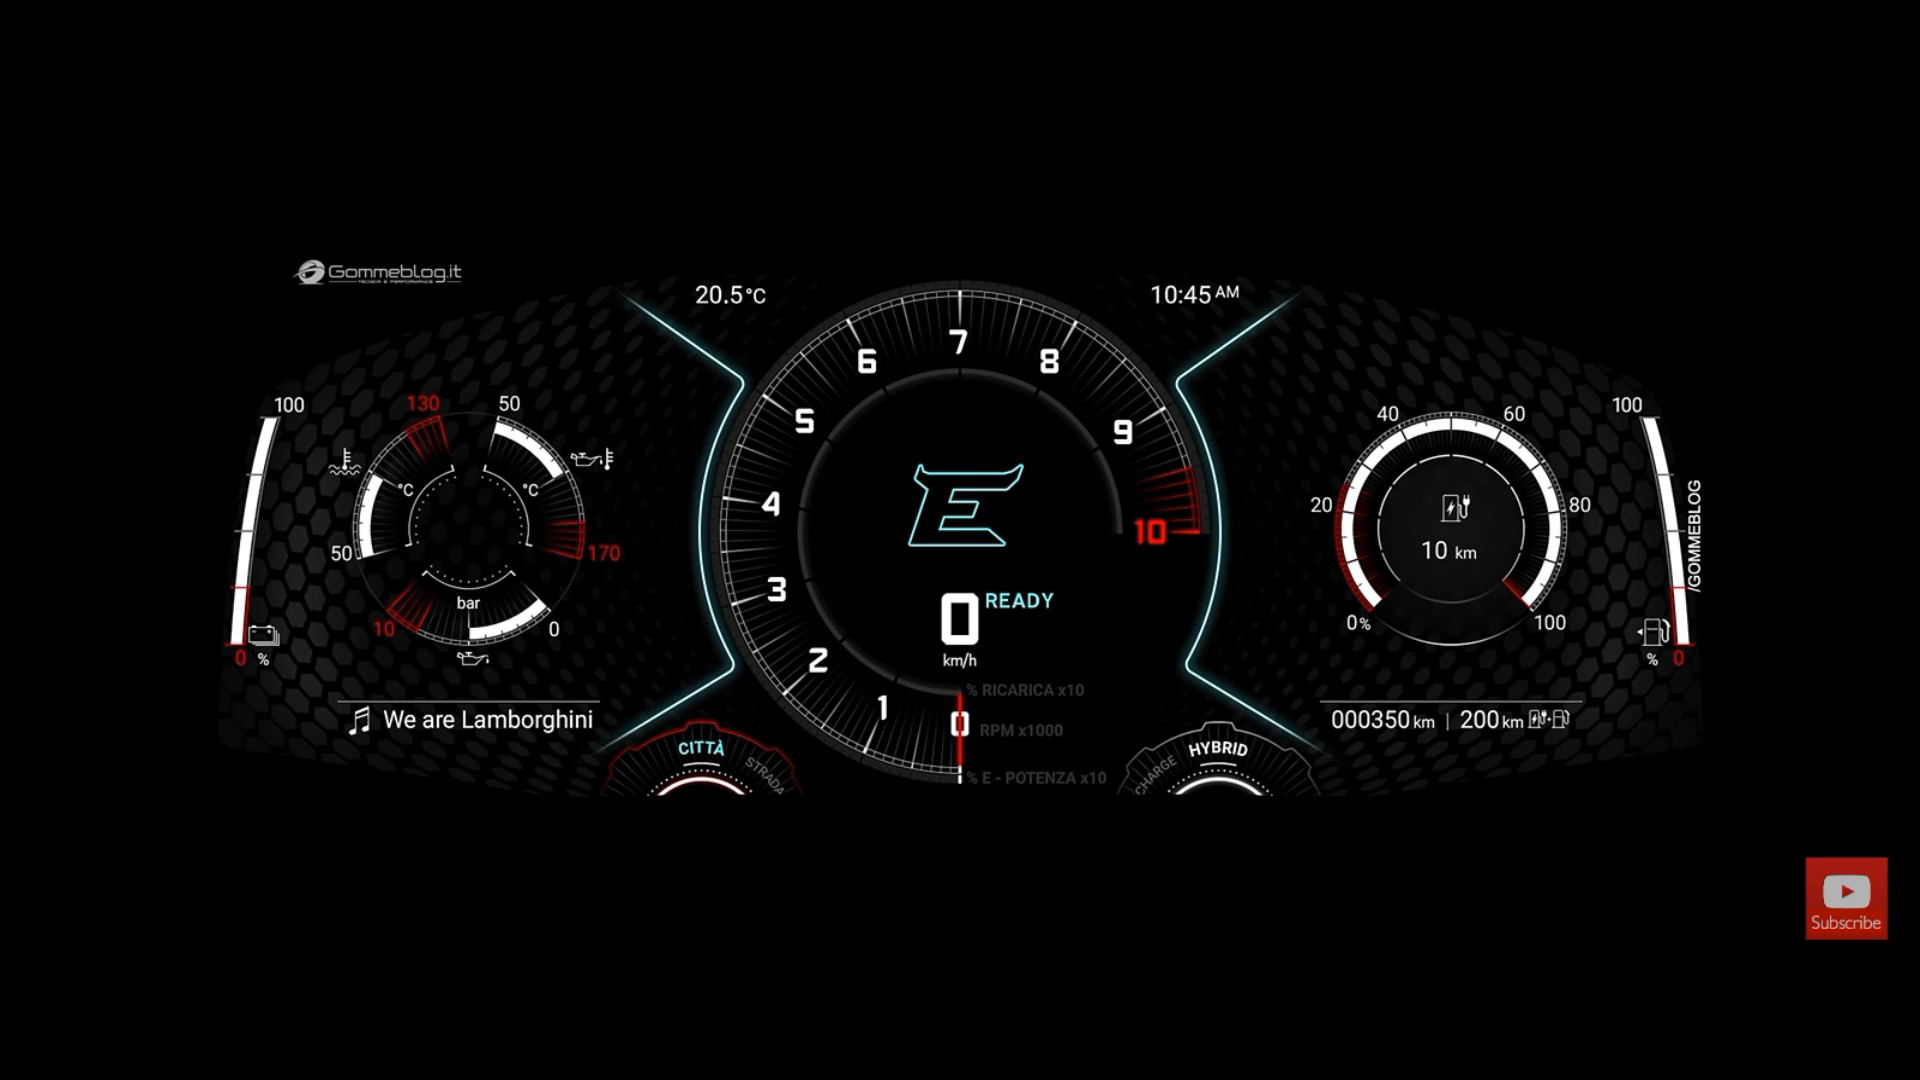 Gommeblog.it
TECNICA E PERFORMANCE
20.5°C
10:45 AM
100
0
%
130
50
°C
°C
50
170
bar
10
0
We are Lamborghini
7
6
8
5
9
4
10
3
2
1
0
E
0
READY
km/h
% RICARICA x10
RPM x1000
% E - POTENZA x10
CITTÀ
STRADA
HYBRID
CHARGE
40
60
20
80
10 km
0%
100
000350 km | 200 km
100
% 0
/GOMMEBLOG
Subscribe